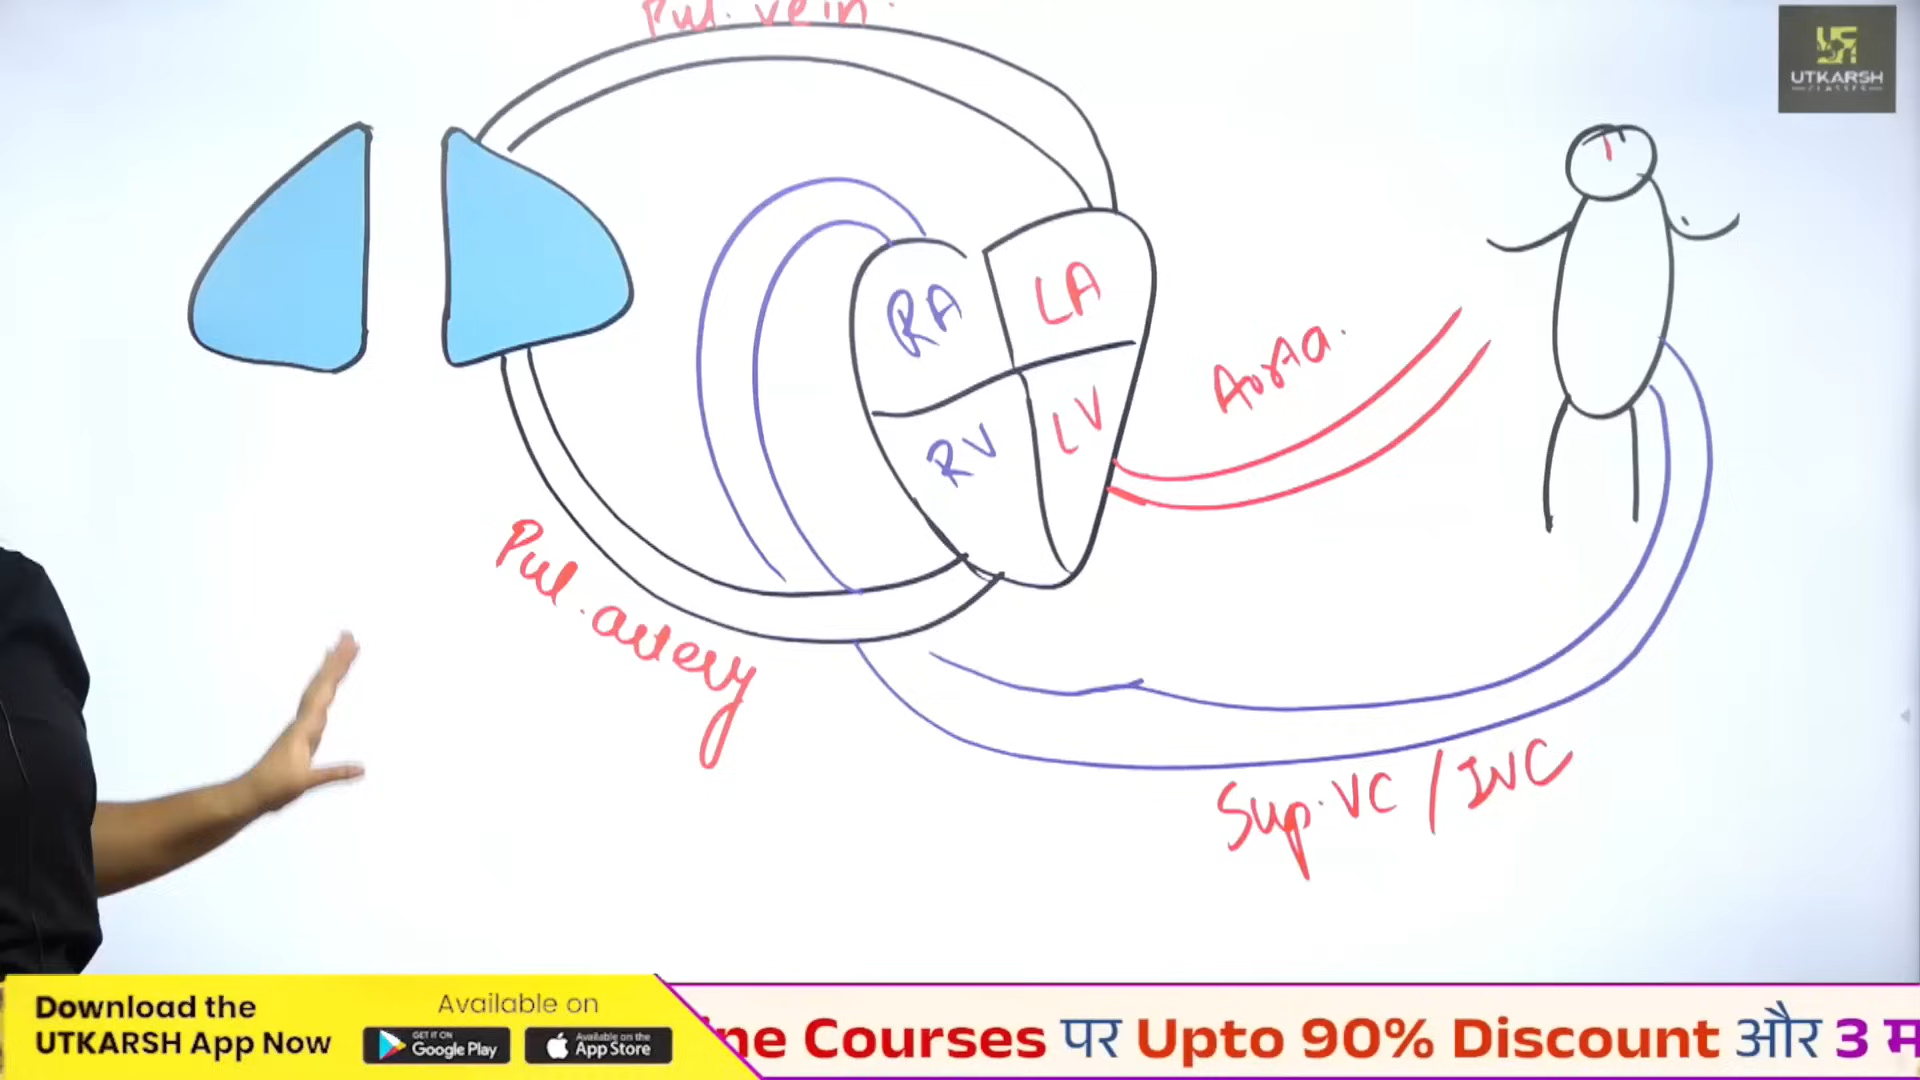 Pul. vein.
UTKARSH
CLASSES
RA
LA
RV
LV
Aorta.
Pul. artery
Sup. VC / IVC
Download the
UTKARSH App Now
Available on
GET IT ON
Google Play
Available on the
App Store
ne Courses पर Upto 90% Discount और 3 म